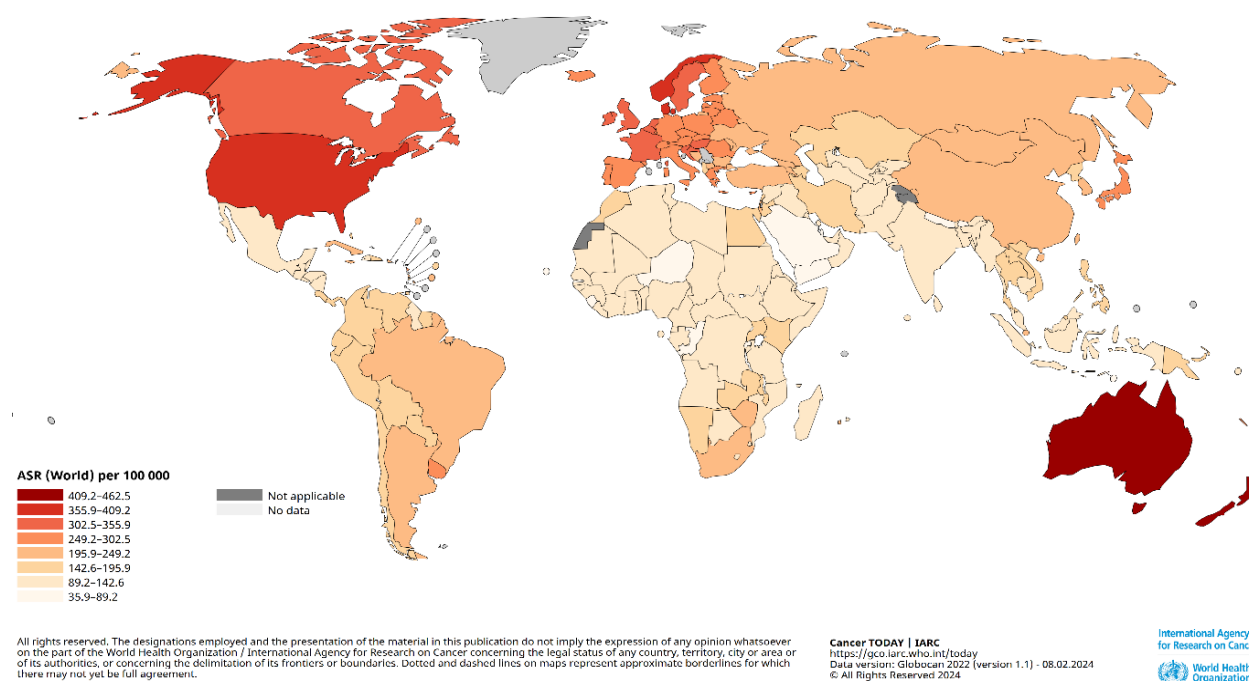 ASR (World) per 100 000
409.2–462.5
355.9–409.2
302.5–355.9
249.2–302.5
195.9–249.2
142.6–195.9
89.2–142.6
35.9–89.2
Not applicable
No data
All rights reserved. The designations employed and the presentation of the material in this publication do not imply the expression of any opinion whatsoever
on the part of the World Health Organization / International Agency for Research on Cancer concerning the legal status of any country, territory, city or area or
of its authorities, or concerning the delimitation of its frontiers or boundaries. Dotted and dashed lines on maps represent approximate borderlines for which
there may not yet be full agreement.
Cancer TODAY | IARC
https://gco.iarc.who.int/today
Data version: Globocan 2022 (version 1.1) - 08.02.2024
© All Rights Reserved 2024
International Agency
for Research on Canc
World Health
Organization